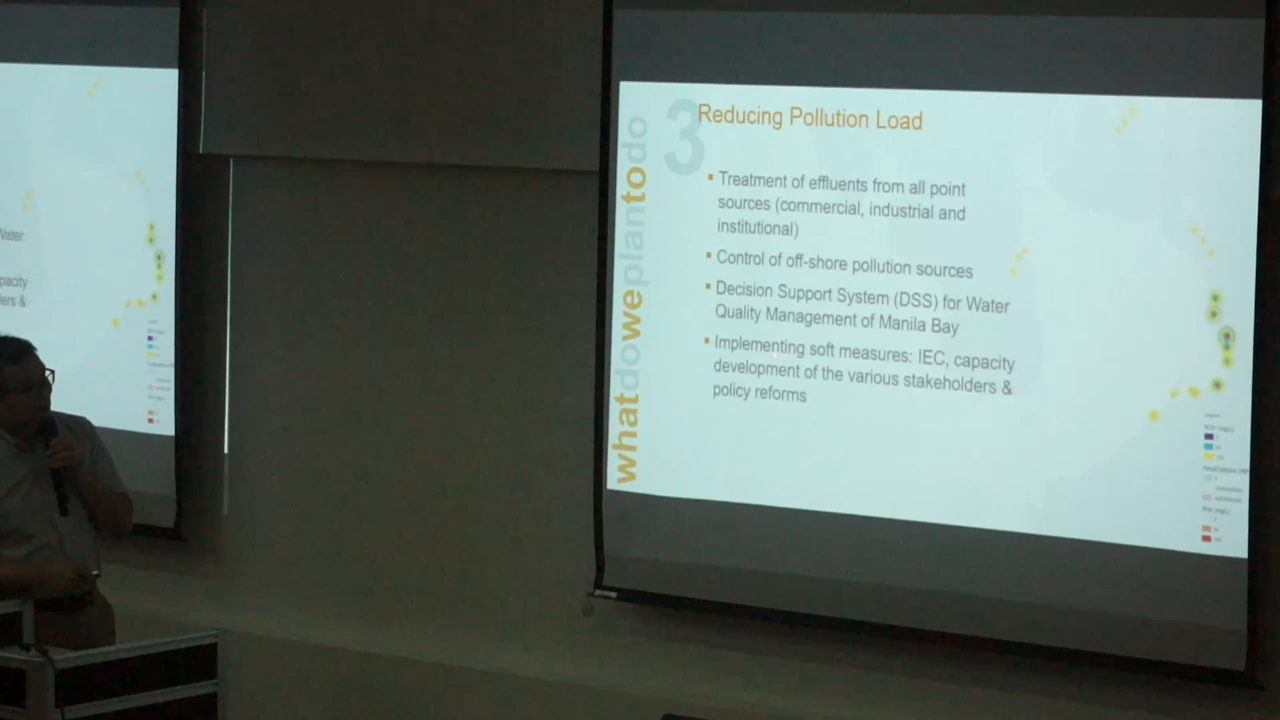 Water
pacity
ders &
whatdoweplantodo
3
Reducing Pollution Load
Treatment of effluents from all point
sources (commercial, industrial and
institutional)
Control of off-shore pollution sources
Decision Support System (DSS) for Water
Quality Management of Manila Bay
Implementing soft measures: IEC, capacity
development of the various stakeholders &
policy reforms